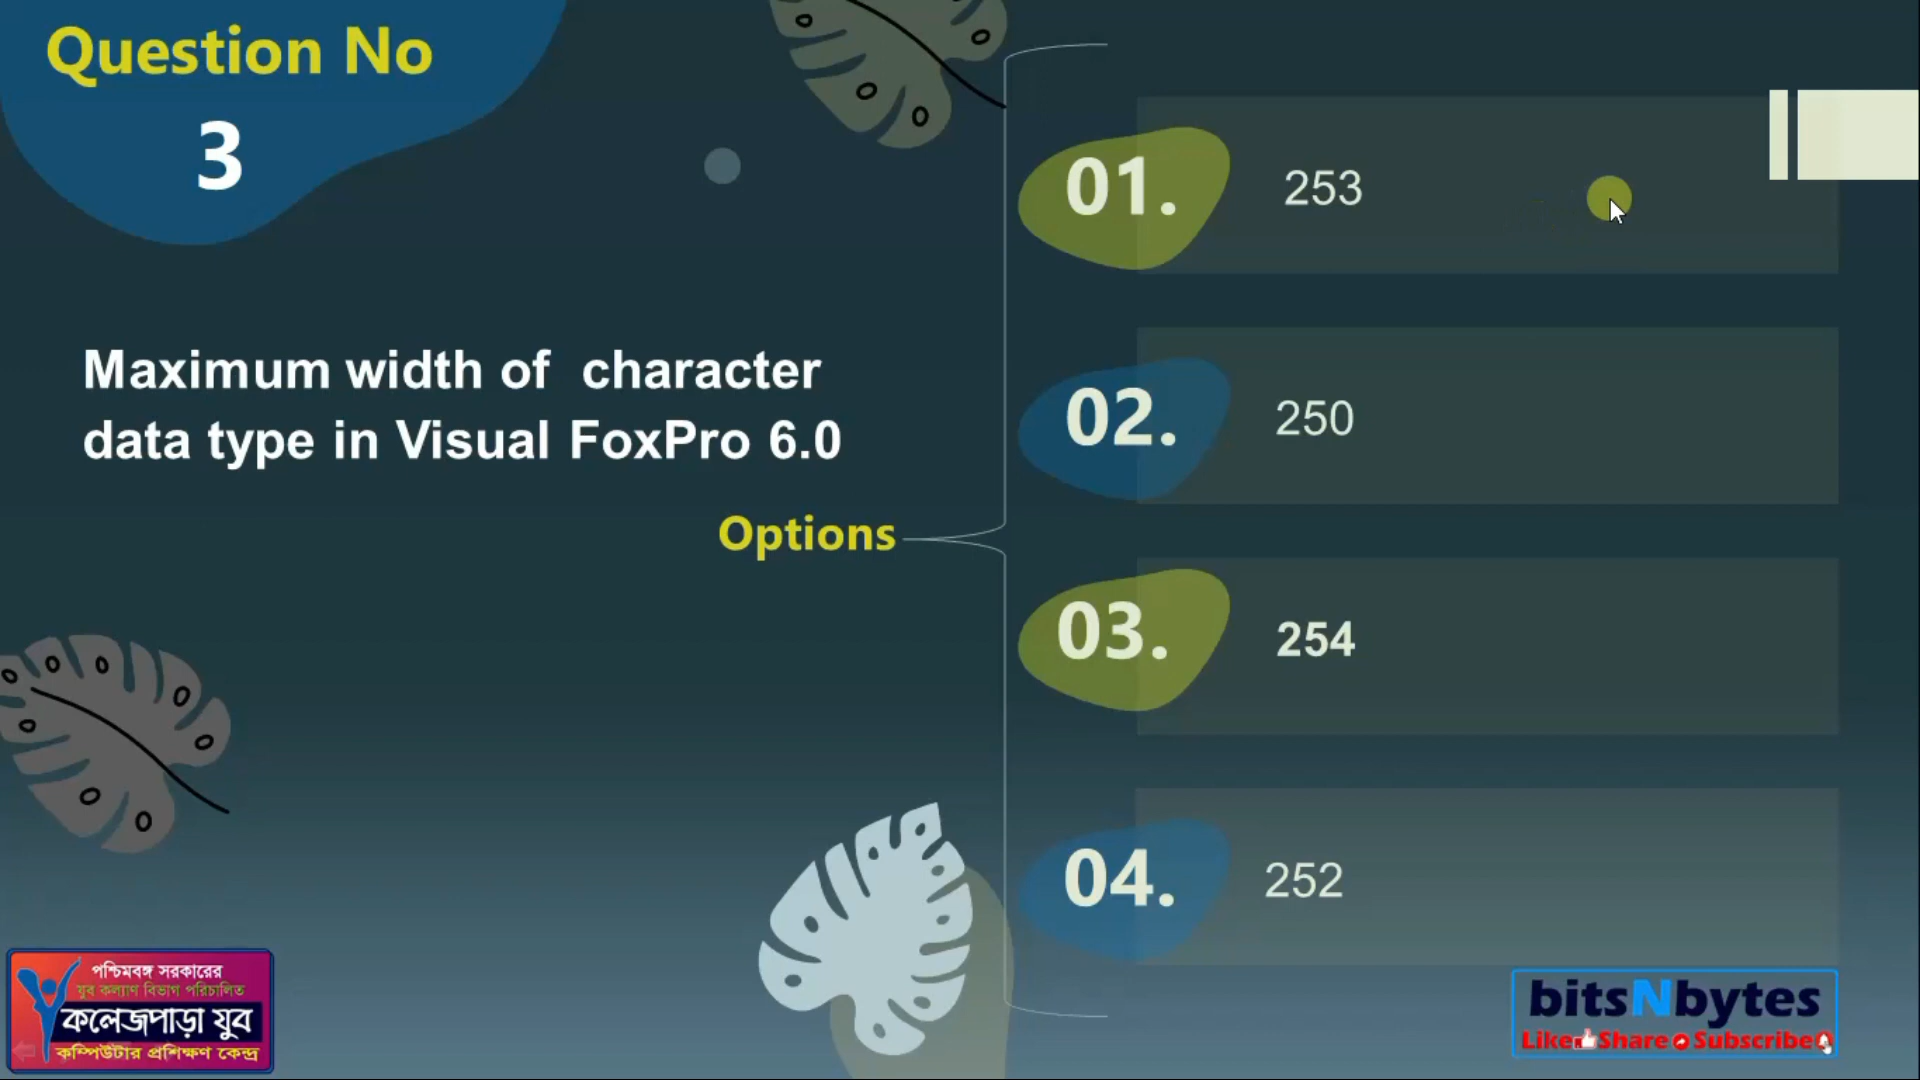 Question No
3
Maximum width of character
data type in Visual FoxPro 6.0
Options
01.
253
02.
250
03.
254
04.
252
পশ্চিমবঙ্গ সরকারের
যুব কল্যাণ বিভাগ পরিচালিত
কলেজপাড়া যুব
কম্পিউটার প্রশিক্ষণ কেন্দ্র
bitsNbytes
Like Share Subscribe